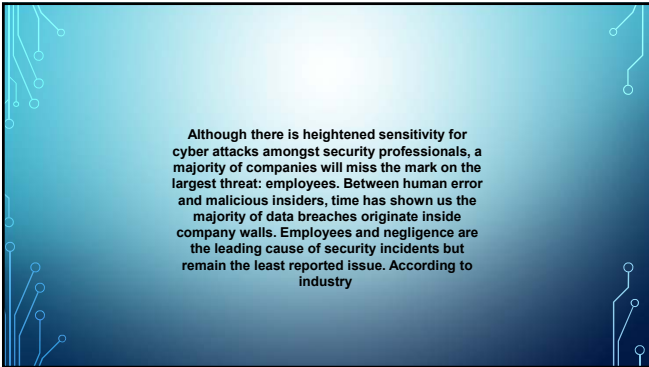 Although there is heightened sensitivity for
cyber attacks amongst security professionals, a
majority of companies will miss the mark on the
largest threat: employees. Between human error
and malicious insiders, time has shown us the
majority of data breaches originate inside
company walls. Employees and negligence are
the leading cause of security incidents but
remain the least reported issue. According to
industry